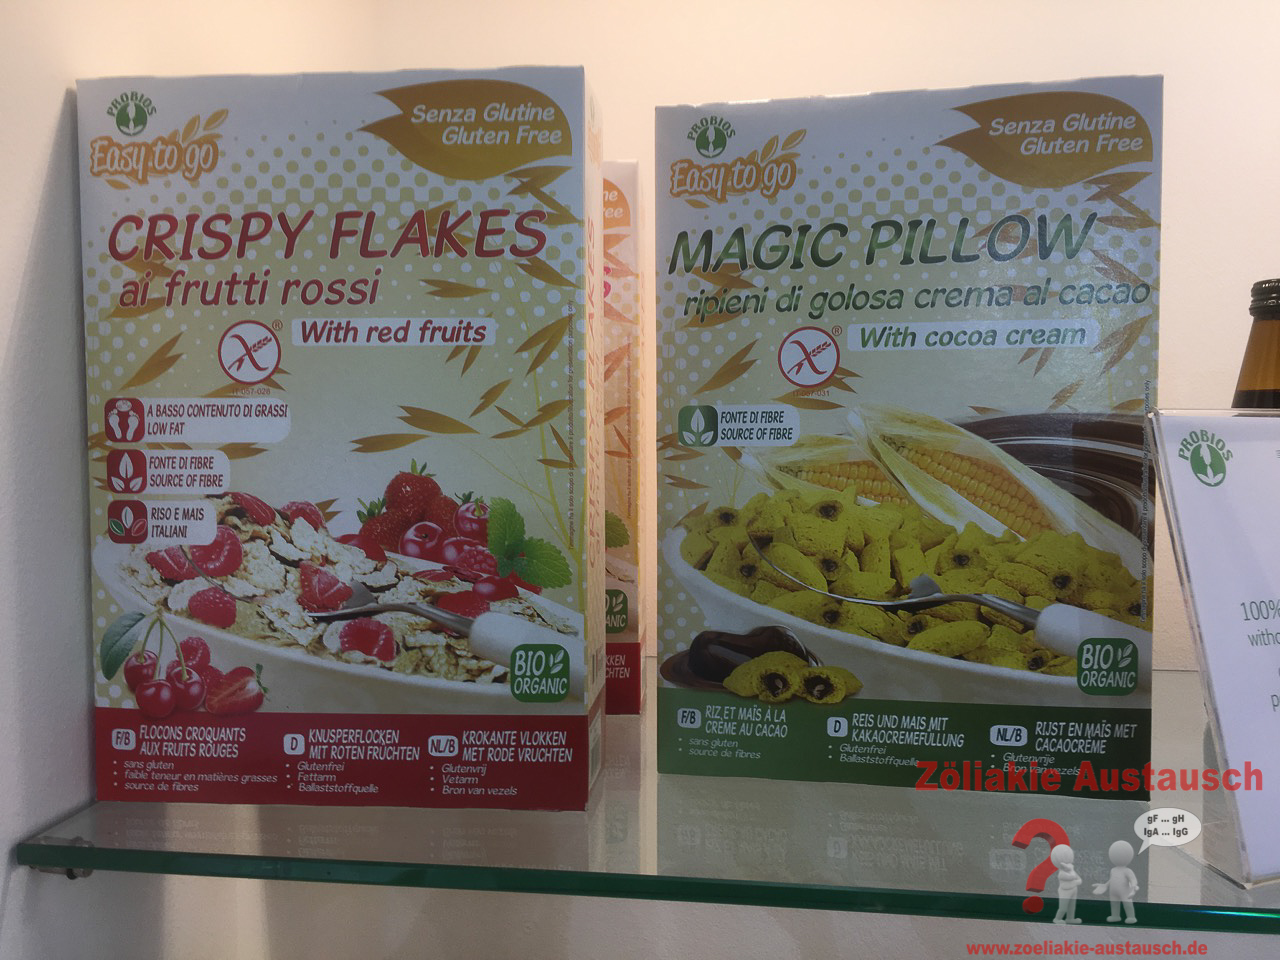 PROBIOS
Easy to go
Senza Glutine
Gluten Free
CRISPY FLAKES
ai frutti rossi
With red fruits
A BASSO CONTENUTO DI GRASSI
LOW FAT
FONTE DI FIBRE
SOURCE OF FIBRE
RISO E MAIS
ITALIANI
BIO
ORGANIC
F/B FLOCONS CROQUANTS
AUX FRUITS ROUGES
• sans gluten
• faible teneur en matières grasses
• source de fibres
D KNUSPERFLOCKEN
MIT ROTEN FRÜCHTEN
• Glutenfrei
• Fettarm
• Ballaststoffquelle
NL/B KROKANTE VLOKKEN
MET RODE VRUCHTEN
• Glutenvrij
• Vetarm
• Bron van vezels
PROBIOS
Easy to go
Senza Glutine
Gluten Free
MAGIC PILLOW
ripieni di golosa crema al cacao
With cocoa cream
FONTE DI FIBRE
SOURCE OF FIBRE
BIO
ORGANIC
F/B RIZ ET MAÏS À LA
CRÈME AU CACAO
• sans gluten
• source de fibres
D REIS UND MAIS MIT
KAKAOCREMEFÜLLUNG
• Glutenfrei
• Ballaststoffquelle
NL/B RIJST EN MAÏS MET
CACAOCRÈME
• Glutenvrije
• Bron van vezels
PROBIOS
100%
Zöliakie Austausch
gF ... gH
IgA ... IgG
www.zoeliakie-austausch.de